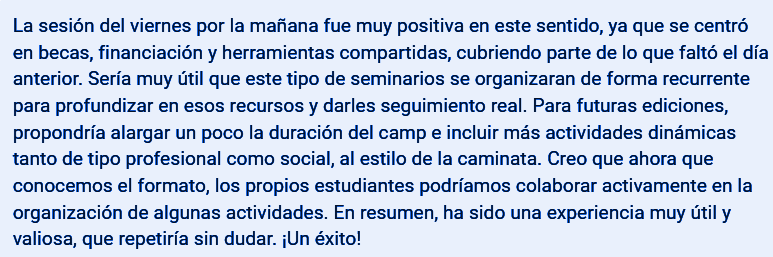 La sesión del viernes por la mañana fue muy positiva en este sentido, ya que se centró
en becas, financiación y herramientas compartidas, cubriendo parte de lo que faltó el día
anterior. Sería muy útil que este tipo de seminarios se organizaran de forma recurrente
para profundizar en esos recursos y darles seguimiento real. Para futuras ediciones,
propondría alargar un poco la duración del camp e incluir más actividades dinámicas
tanto de tipo profesional como social, al estilo de la caminata. Creo que ahora que
conocemos el formato, los propios estudiantes podríamos colaborar activamente en la
organización de algunas actividades. En resumen, ha sido una experiencia muy útil y
valiosa, que repetiría sin dudar. ¡Un éxito!